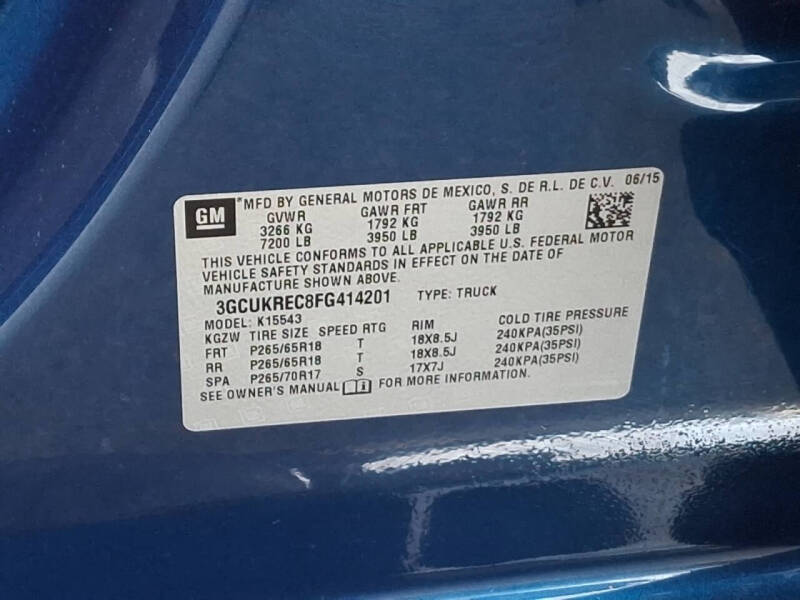 GM
*MFD BY GENERAL MOTORS DE MEXICO, S. DE R.L. DE C.V. 06/15
GVWR GAWR FRT GAWR RR
3266 KG 1792 KG 1792 KG
7200 LB 3950 LB 3950 LB
THIS VEHICLE CONFORMS TO ALL APPLICABLE U.S. FEDERAL MOTOR
VEHICLE SAFETY STANDARDS IN EFFECT ON THE DATE OF
MANUFACTURE SHOWN ABOVE.
3GCUKREC8FG414201 TYPE: TRUCK
MODEL: K15543
KGZW TIRE SIZE SPEED RTG RIM COLD TIRE PRESSURE
FRT P265/65R18 T 18X8.5J 240KPA(35PSI)
RR P265/65R18 T 18X8.5J 240KPA(35PSI)
SPA P265/70R17 S 17X7J 240KPA(35PSI)
SEE OWNER'S MANUAL FOR MORE INFORMATION.